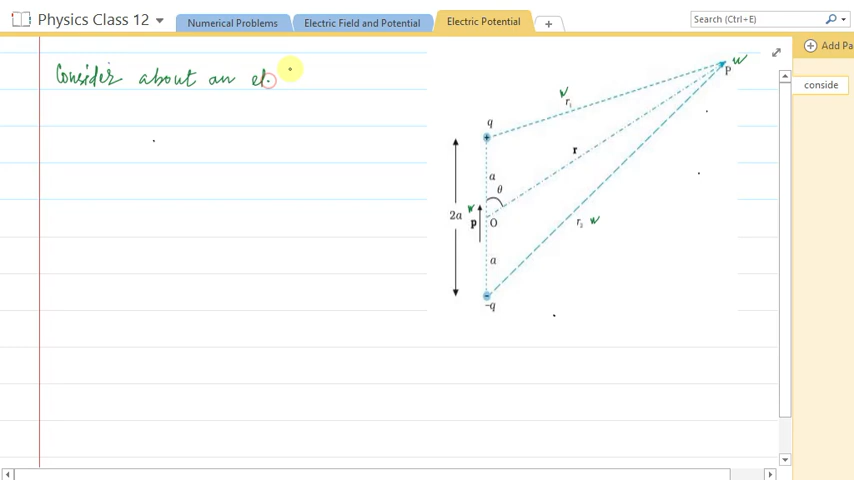 Physics Class 12
Numerical Problems
Electric Field and Potential
Electric Potential
Search (Ctrl+E)
Add Pa
conside
Consider about an el
P
q
r₁
r
a
θ
2a
p
O
r₂
a
-q